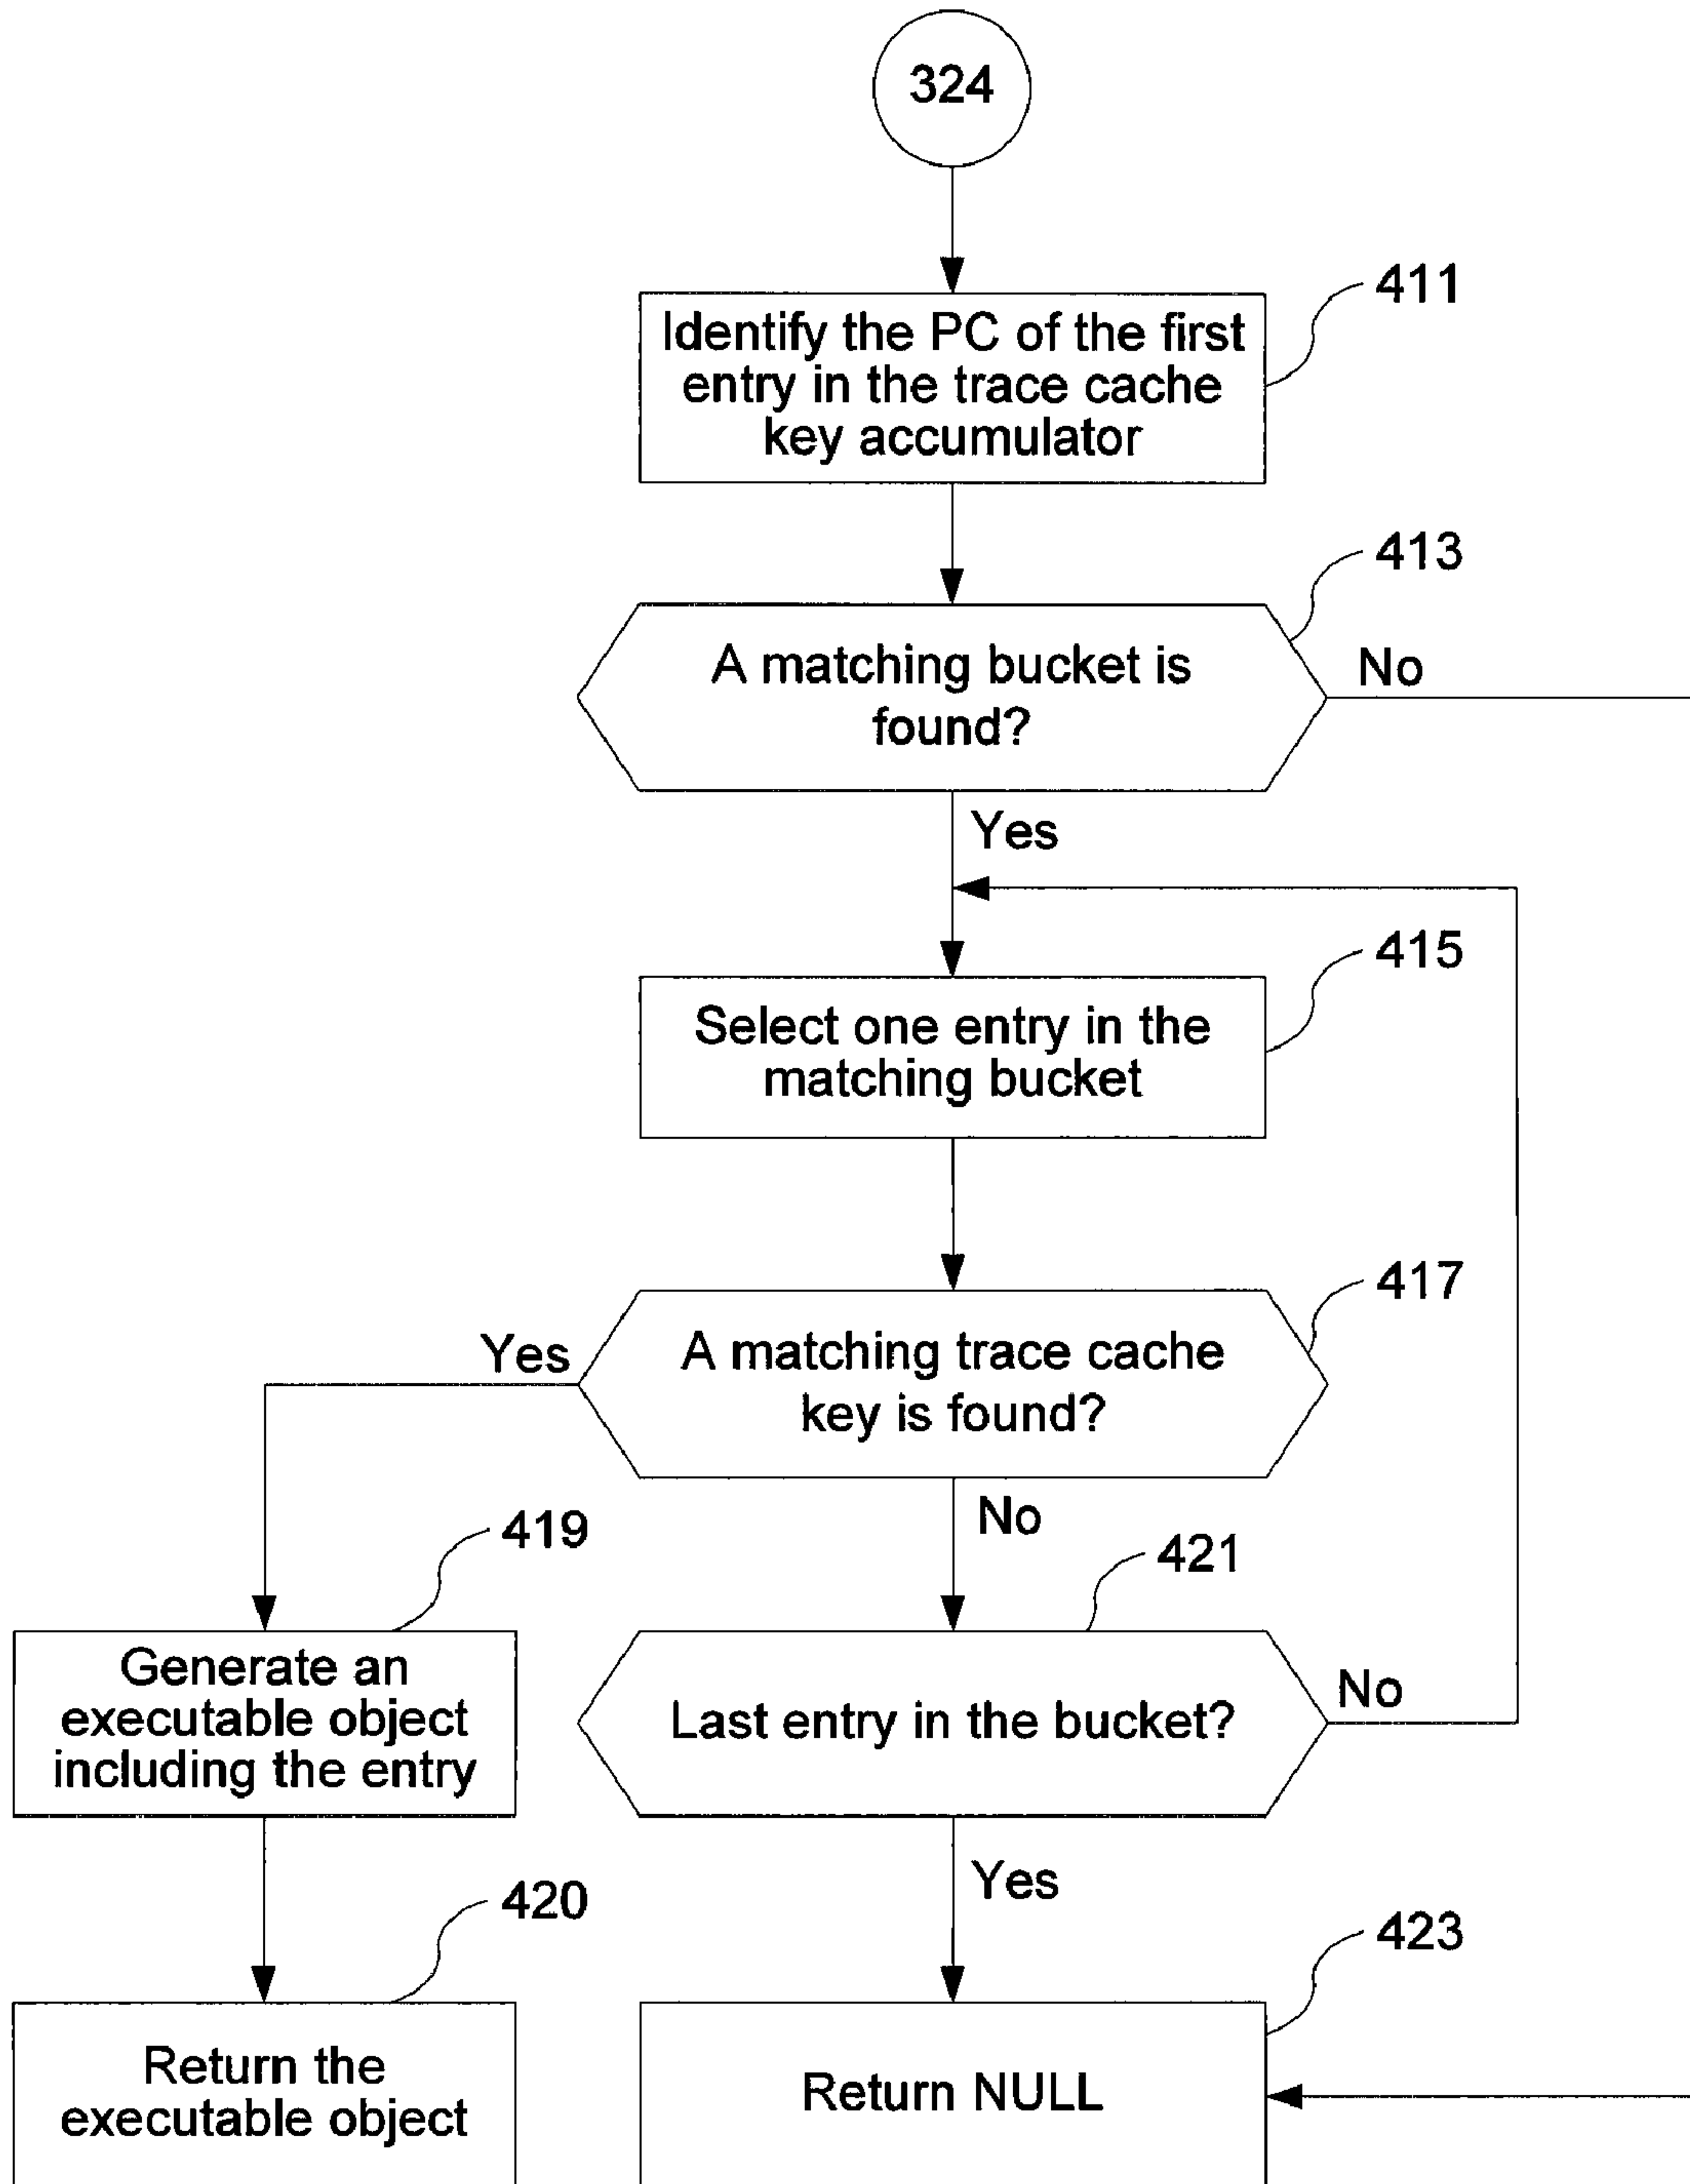 324
411
Identify the PC of the first
entry in the trace cache
key accumulator
413
A matching bucket is
found?
No
Yes
415
Select one entry in the
matching bucket
417
Yes
A matching trace cache
key is found?
No
419
421
Generate an
executable object
including the entry
Last entry in the bucket?
No
Yes
420
423
Return the
executable object
Return NULL